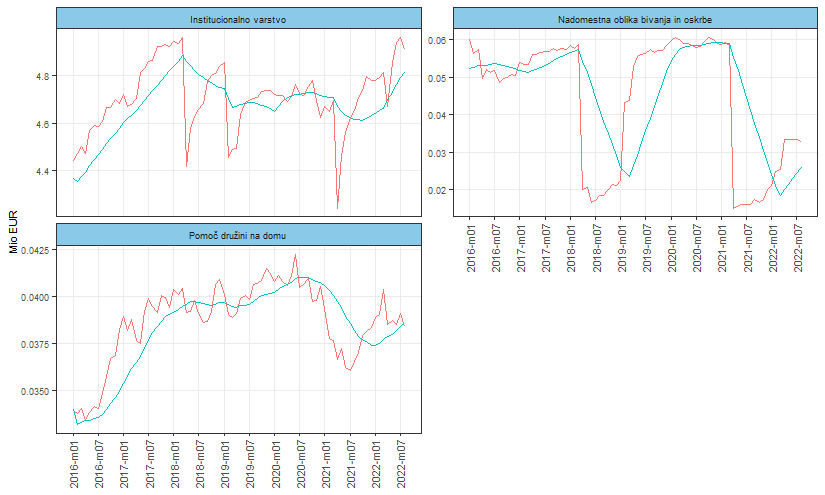 Institucionalno varstvo
4.8
4.6
4.4
Nadomestna oblika bivanja in oskrbe
0.06
0.05
0.04
0.03
0.02
2016-m01
2016-m07
2017-m01
2017-m07
2018-m01
2018-m07
2019-m01
2019-m07
2020-m01
2020-m07
2021-m01
2021-m07
2022-m01
2022-m07
Mio EUR
Pomoč družini na domu
0.0425
0.0400
0.0375
0.0350
2016-m01
2016-m07
2017-m01
2017-m07
2018-m01
2018-m07
2019-m01
2019-m07
2020-m01
2020-m07
2021-m01
2021-m07
2022-m01
2022-m07